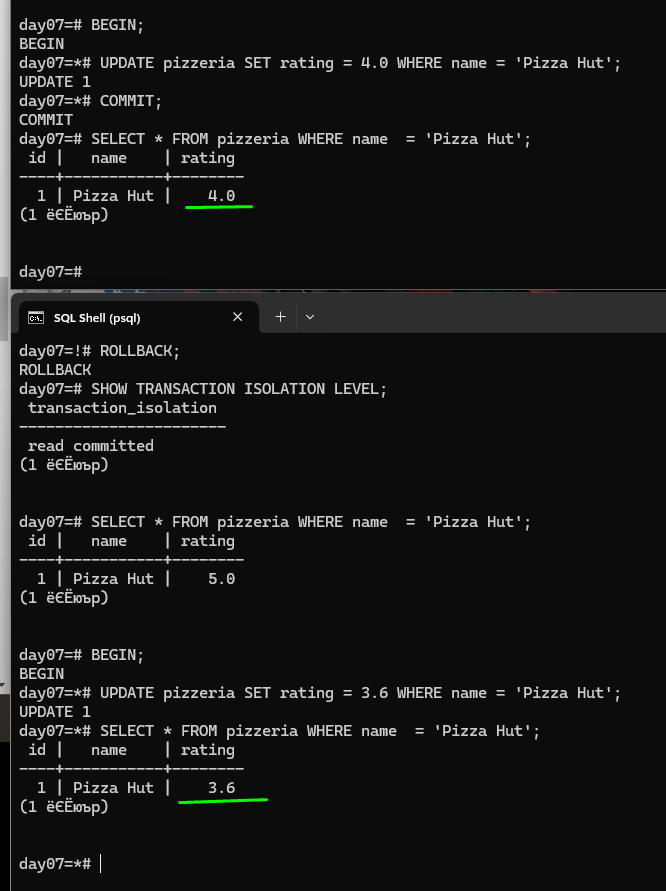 day07=# BEGIN;
BEGIN
day07=*# UPDATE pizzeria SET rating = 4.0 WHERE name = 'Pizza Hut';
UPDATE 1
day07=*# COMMIT;
COMMIT
day07=# SELECT * FROM pizzeria WHERE name  = 'Pizza Hut';
 id |   name    | rating
----+-----------+--------
  1 | Pizza Hut |    4.0
(1 ёЄЁюър)
day07=#
SQL Shell (psql)
day07=!# ROLLBACK;
ROLLBACK
day07=# SHOW TRANSACTION ISOLATION LEVEL;
 transaction_isolation
-----------------------
 read committed
(1 ёЄЁюър)
day07=# SELECT * FROM pizzeria WHERE name  = 'Pizza Hut';
 id |   name    | rating
----+-----------+--------
  1 | Pizza Hut |    5.0
(1 ёЄЁюър)
day07=# BEGIN;
BEGIN
day07=*# UPDATE pizzeria SET rating = 3.6 WHERE name = 'Pizza Hut';
UPDATE 1
day07=*# SELECT * FROM pizzeria WHERE name  = 'Pizza Hut';
 id |   name    | rating
----+-----------+--------
  1 | Pizza Hut |    3.6
(1 ёЄЁюър)
day07=*#